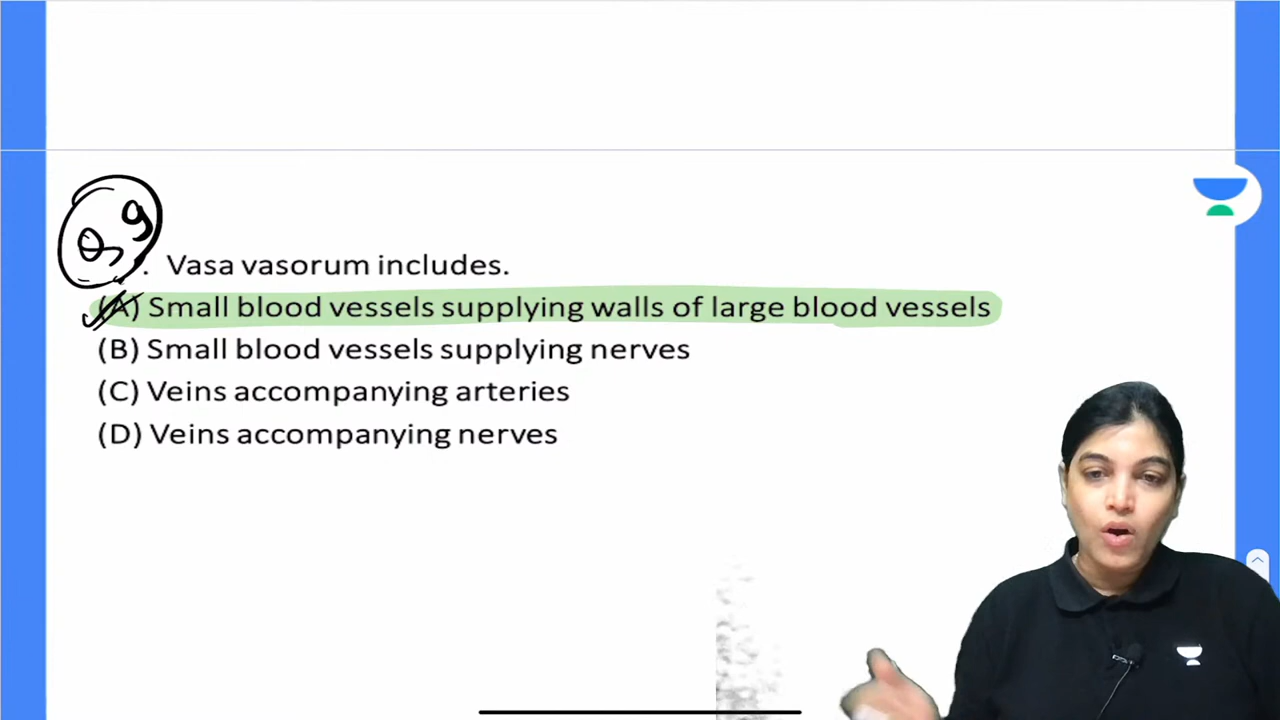 Q9
. Vasa vasorum includes.
(A) Small blood vessels supplying walls of large blood vessels
(B) Small blood vessels supplying nerves
(C) Veins accompanying arteries
(D) Veins accompanying nerves